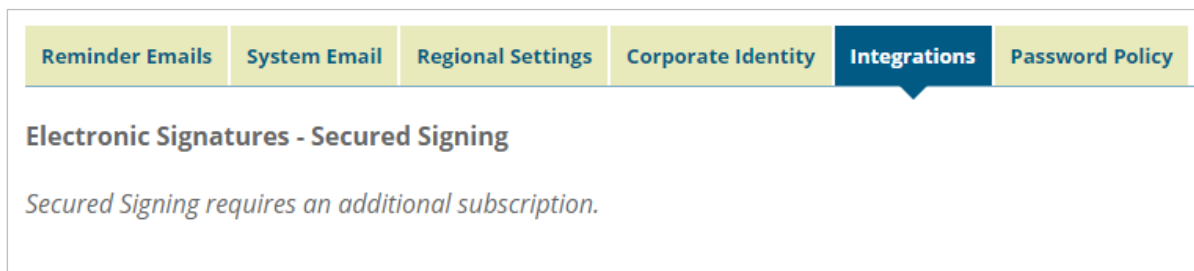 Reminder Emails System Email Regional Settings Corporate Identity Integrations Password Policy
Electronic Signatures - Secured Signing
Secured Signing requires an additional subscription.